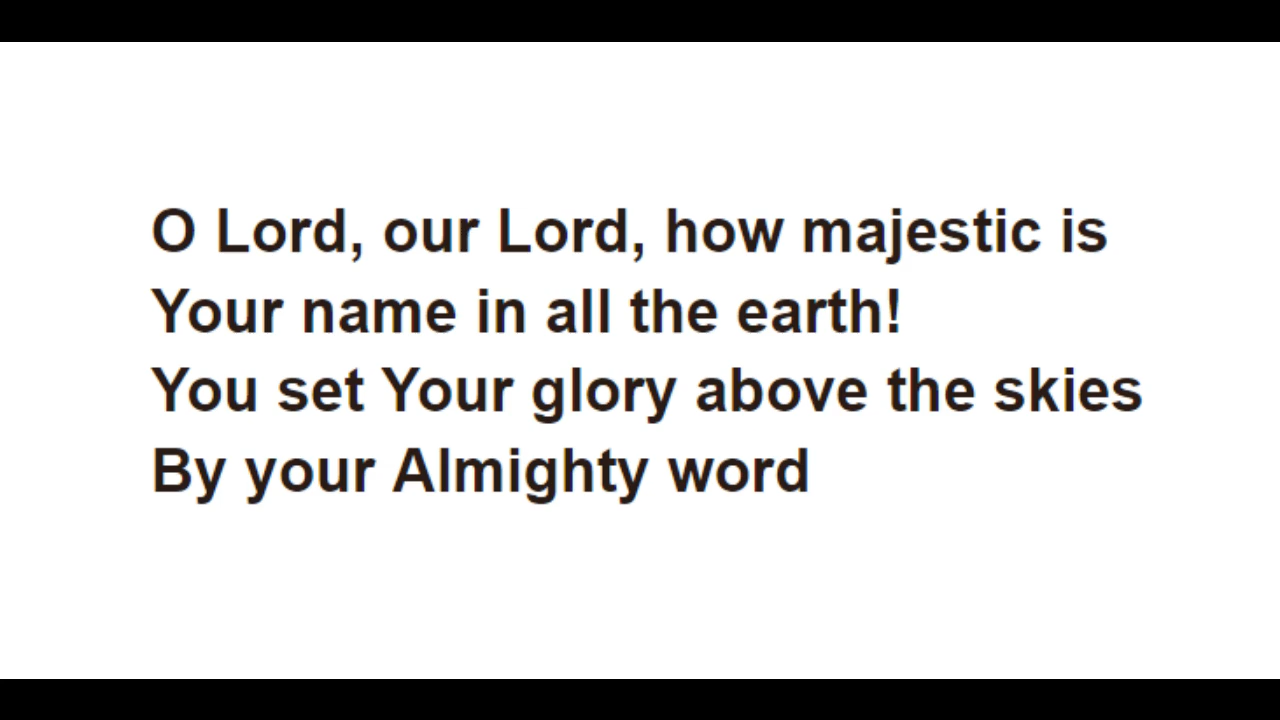 O Lord, our Lord, how majestic is
Your name in all the earth!
You set Your glory above the skies
By your Almighty word